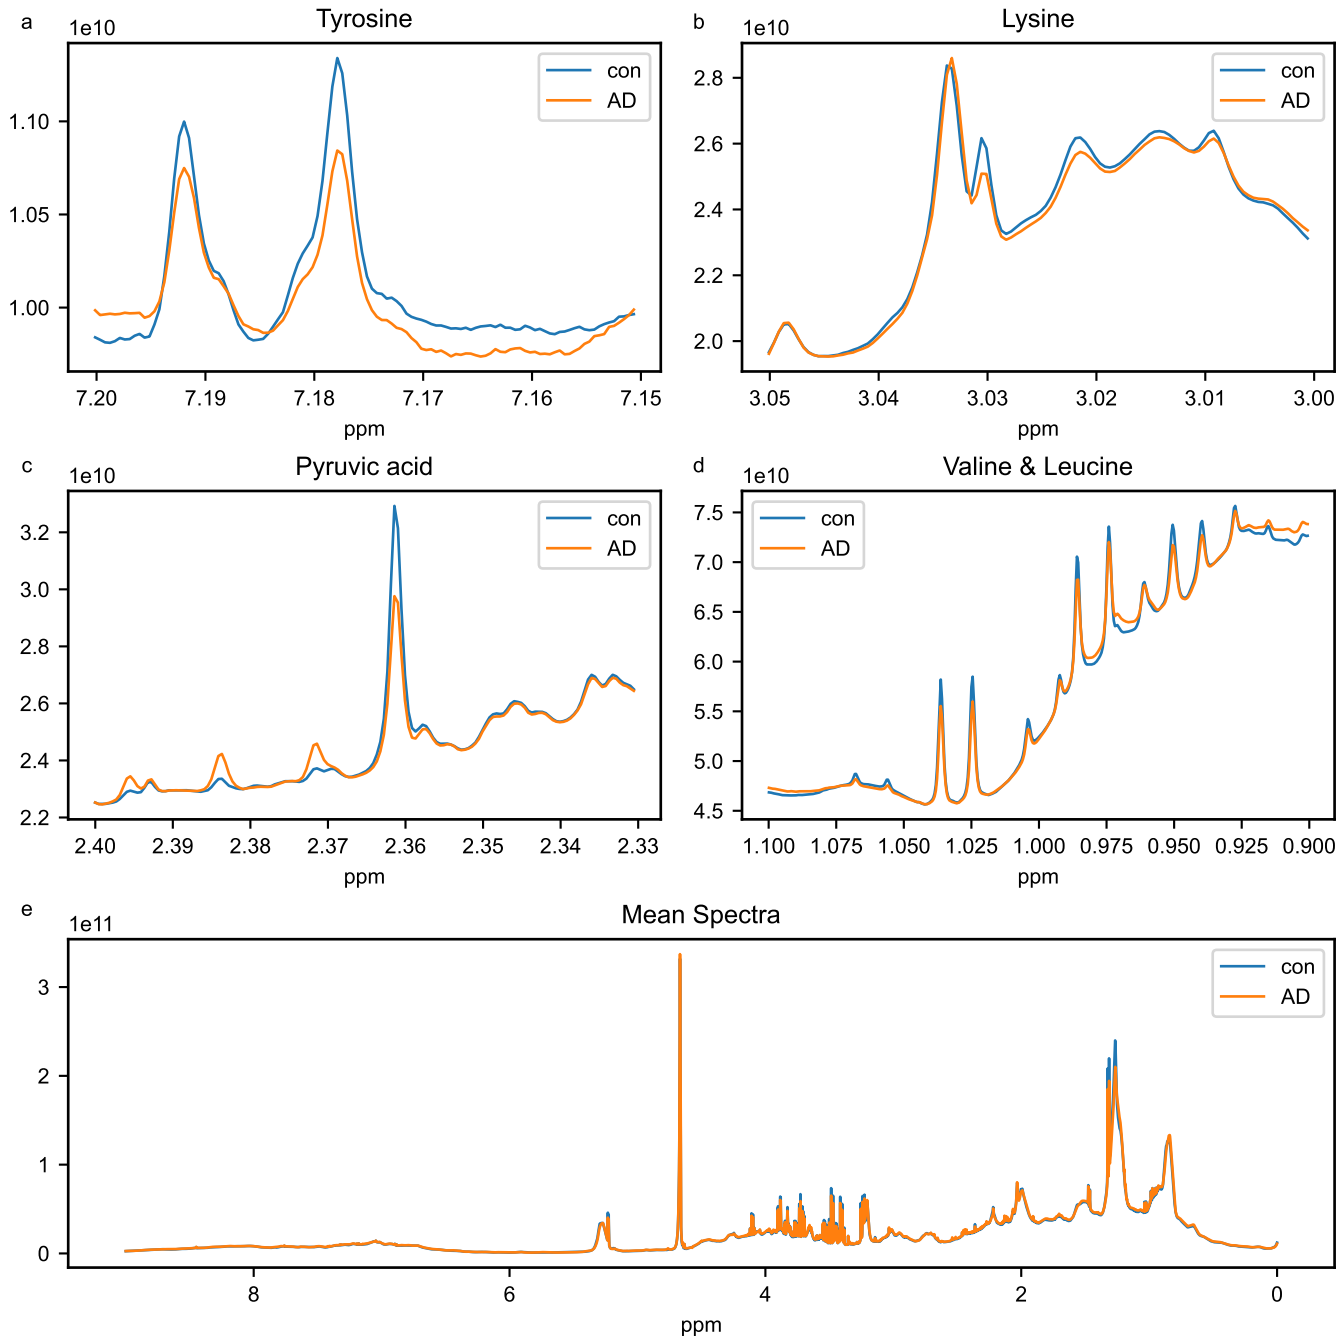 a
Tyrosine
1e10
con
AD
1.10
1.05
1.00
7.20 7.19 7.18 7.17 7.16 7.15
ppm
b
Lysine
1e10
con
AD
2.8
2.6
2.4
2.2
2.0
3.05 3.04 3.03 3.02 3.01 3.00
ppm
c
Pyruvic acid
1e10
con
AD
3.2
3.0
2.8
2.6
2.4
2.2
2.40 2.39 2.38 2.37 2.36 2.35 2.34 2.33
ppm
d
Valine & Leucine
1e10
con
AD
7.5
7.0
6.5
6.0
5.5
5.0
4.5
1.100 1.075 1.050 1.025 1.000 0.975 0.950 0.925 0.900
ppm
e
Mean Spectra
1e11
con
AD
3
2
1
0
8 6 4 2 0
ppm